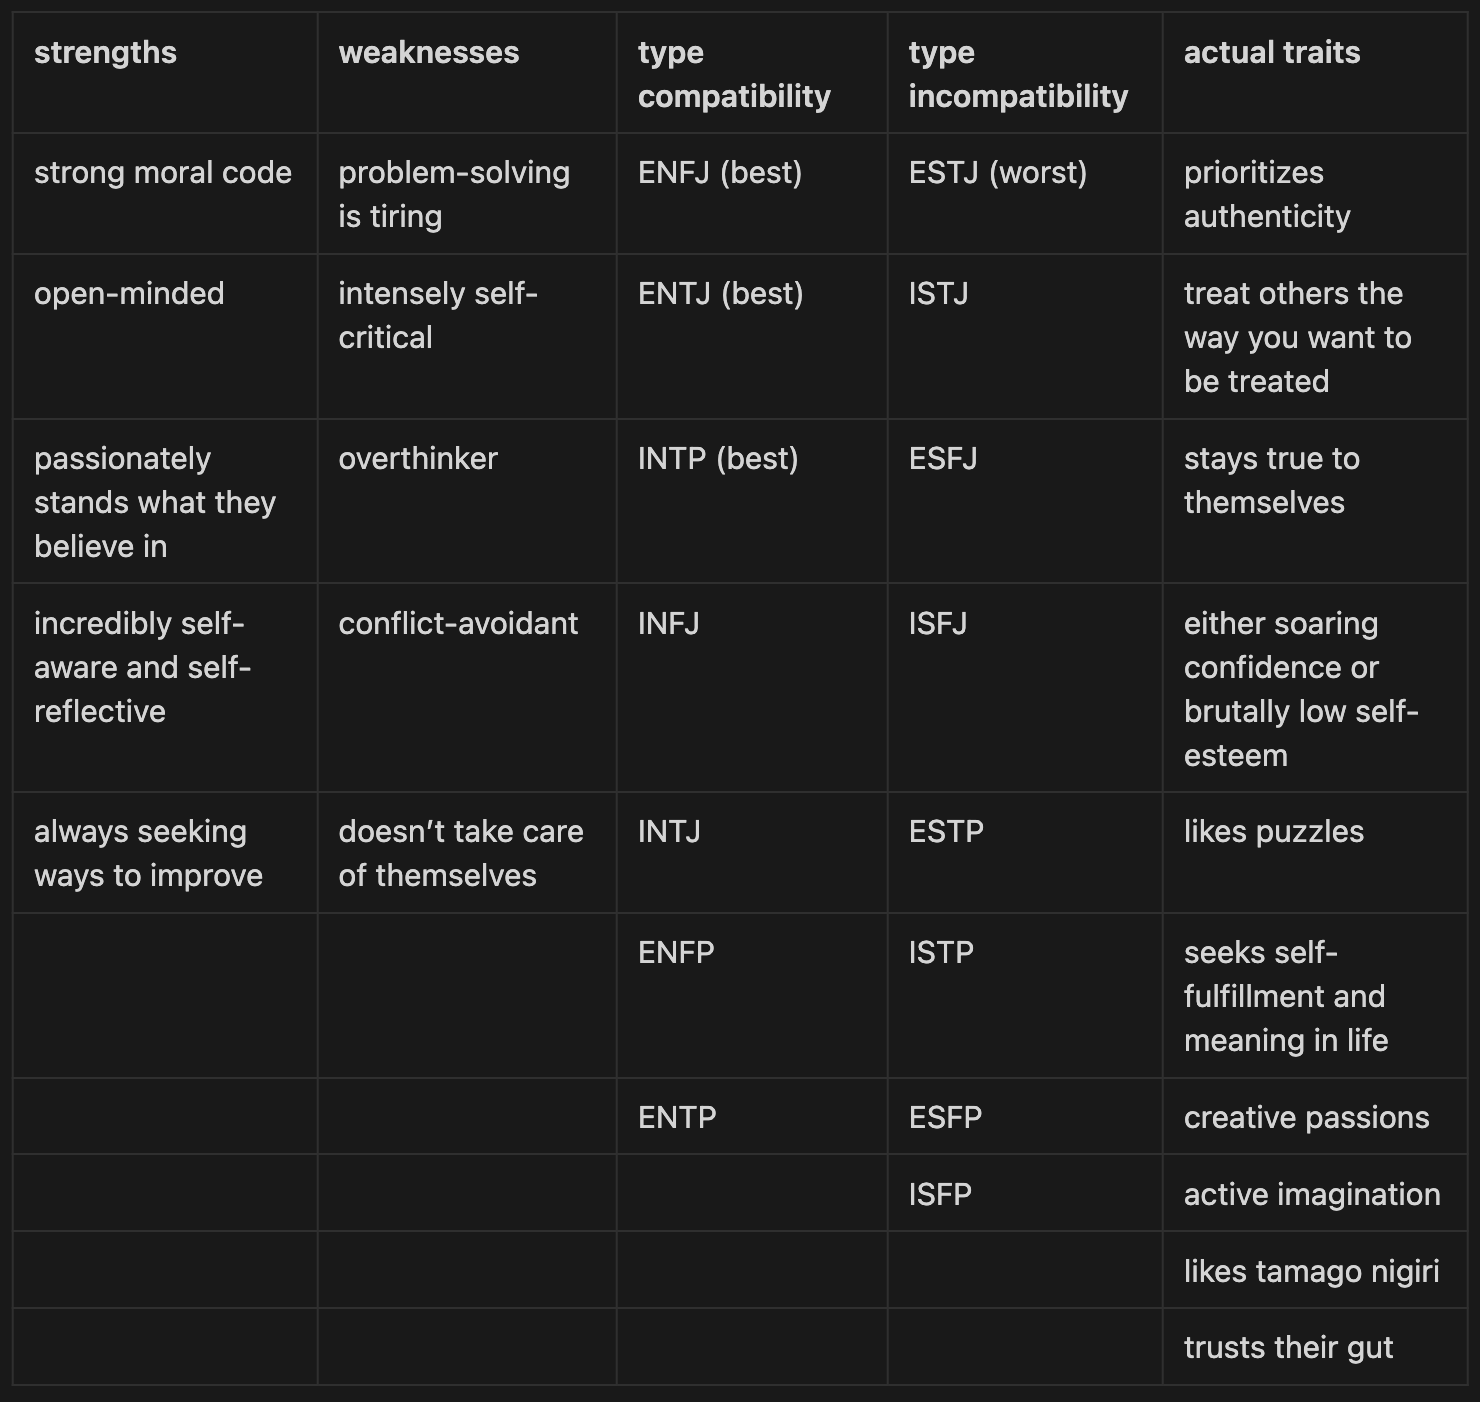 strengths
weaknesses
type
compatibility
type
incompatibility
actual traits
strong moral code
problem-solving
is tiring
ENFJ (best)
ESTJ (worst)
prioritizes
authenticity
open-minded
intensely self-
critical
ENTJ (best)
ISTJ
treat others the
way you want to
be treated
passionately
stands what they
believe in
overthinker
INTP (best)
ESFJ
stays true to
themselves
incredibly self-
aware and self-
reflective
conflict-avoidant
INFJ
ISFJ
either soaring
confidence or
brutally low self-
esteem
always seeking
ways to improve
doesn’t take care
of themselves
INTJ
ESTP
likes puzzles
ENFP
ISTP
seeks self-
fulfillment and
meaning in life
ENTP
ESFP
creative passions
ISFP
active imagination
likes tamago nigiri
trusts their gut